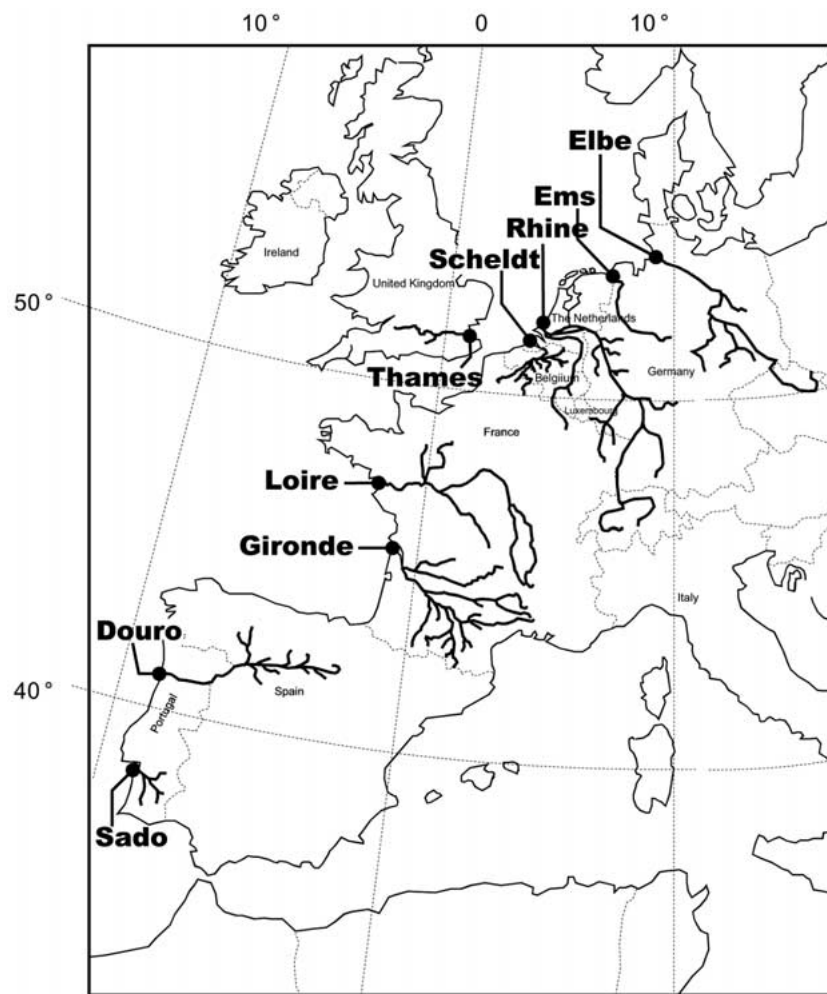 10°
0
10°
Elbe
Ems
Rhine
Scheldt
Ireland
United Kingdom
50°
The Netherlands
Thames
Belgiium
Germany
Luxembourg
France
Loire
Gironde
Italy
Douro
40°
Portugal
Spain
Sado